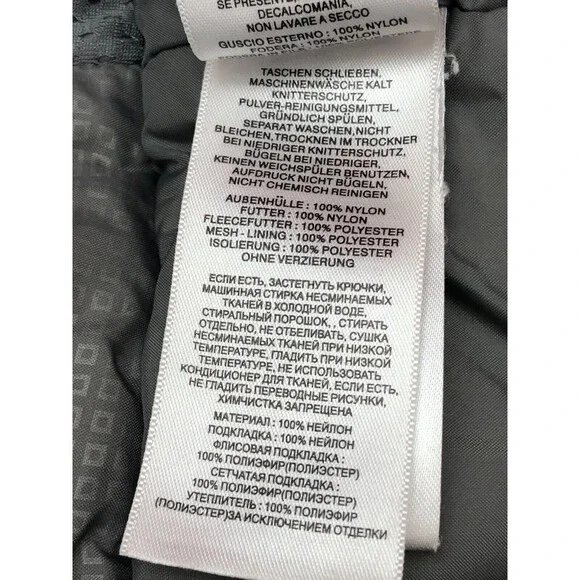 SE PRESENTE
DECALCOMANIA,
NON LAVARE A SECCO
GUSCIO ESTERNO : 100% NYLON
FODERA : 100% NYLON
TASCHEN SCHLIEBEN,
MASCHINENWÄSCHE KALT
KNITTERSCHUTZ,
PULVER-REINIGUNGSMITTEL,
GRÜNDLICH SPÜLEN,
SEPARAT WASCHEN,NICHT
BLEICHEN,TROCKNEN IM TROCKNER
BEI NIEDRIGER KNITTERSCHUTZ,
BÜGELN BEI NIEDRIGER,
KEINEN WEICHSPÜLER BENUTZEN,
AUFDRUCK NICHT BÜGELN,
NICHT CHEMISCH REINIGEN
AUBENHÜLLE : 100% NYLON
FUTTER : 100% NYLON
FLEECEFUTTER : 100% POLYESTER
MESH - LINING : 100% POLYESTER
ISOLIERUNG : 100% POLYESTER
OHNE VERZIERUNG
ЕСЛИ ЕСТЬ, ЗАСТЕГНУТЬ КРЮЧКИ,
МАШИННАЯ СТИРКА НЕСМИНАЕМЫХ
ТКАНЕЙ В ХОЛОДНОЙ ВОДЕ,
СТИРАЛЬНЫЙ ПОРОШОК, , СТИРАТЬ
ОТДЕЛЬНО, НЕ ОТБЕЛИВАТЬ, СУШКА
НЕСМИНАЕМЫХ ТКАНЕЙ ПРИ НИЗКОЙ
ТЕМПЕРАТУРЕ, ГЛАДИТЬ ПРИ НИЗКОЙ
ТЕМПЕРАТУРЕ, НЕ ИСПОЛЬЗОВАТЬ
КОНДИЦИОНЕР ДЛЯ ТКАНЕЙ, ЕСЛИ ЕСТЬ,
НЕ ГЛАДИТЬ ПЕРЕВОДНЫЕ РИСУНКИ,
ХИМЧИСТКА ЗАПРЕЩЕНА
МАТЕРИАЛ : 100% НЕЙЛОН
ПОДКЛАДКА : 100% НЕЙЛОН
ФЛИСОВАЯ ПОДКЛАДКА :
100% ПОЛИЭФИР(ПОЛИЭСТЕР)
СЕТЧАТАЯ ПОДКЛАДКА :
100% ПОЛИЭФИР(ПОЛИЭСТЕР)
УТЕПЛИТЕЛЬ : 100% ПОЛИЭФИР
(ПОЛИЭСТЕР)ЗА ИСКЛЮЧЕНИЕМ ОТДЕЛКИ